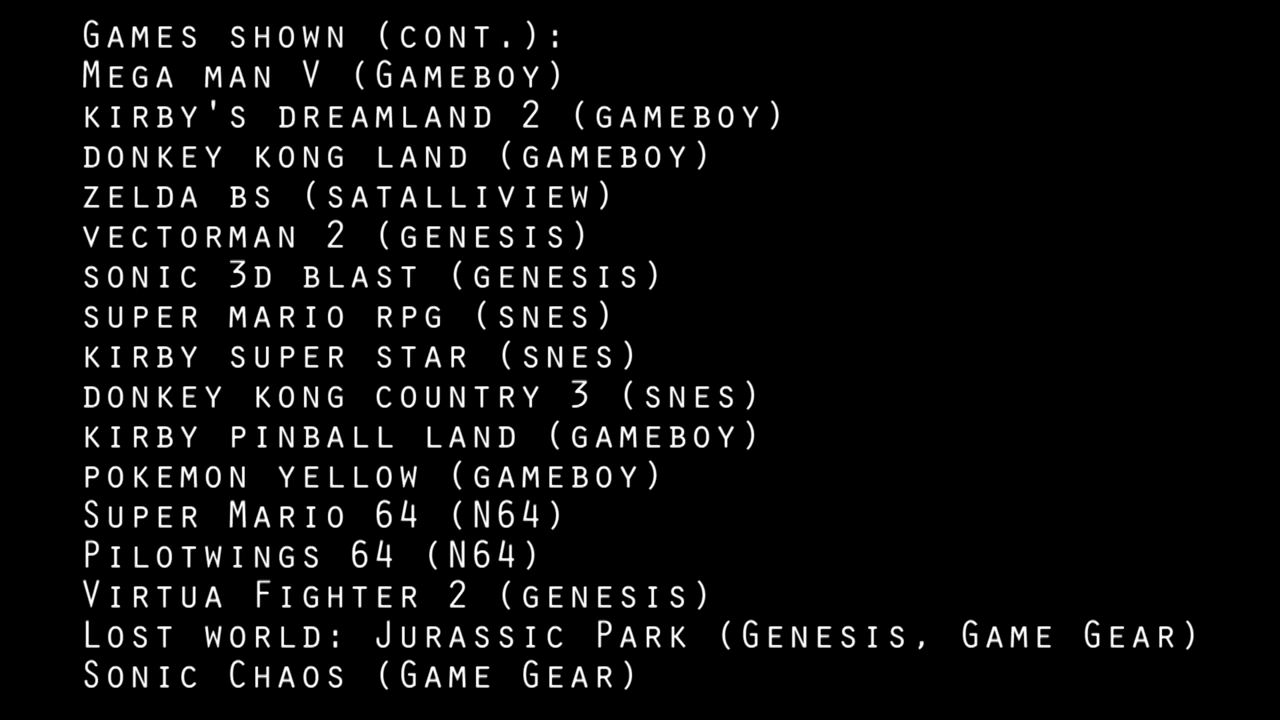 Games shown (cont.):
Mega man V (Gameboy)
kirby's dreamland 2 (gameboy)
donkey kong land (gameboy)
zelda bs (satalliview)
vectorman 2 (genesis)
sonic 3d blast (genesis)
super mario rpg (snes)
kirby super star (snes)
donkey kong country 3 (snes)
kirby pinball land (gameboy)
pokemon yellow (gameboy)
Super Mario 64 (N64)
Pilotwings 64 (N64)
Virtua Fighter 2 (genesis)
Lost world: Jurassic Park (Genesis, Game Gear)
Sonic Chaos (Game Gear)